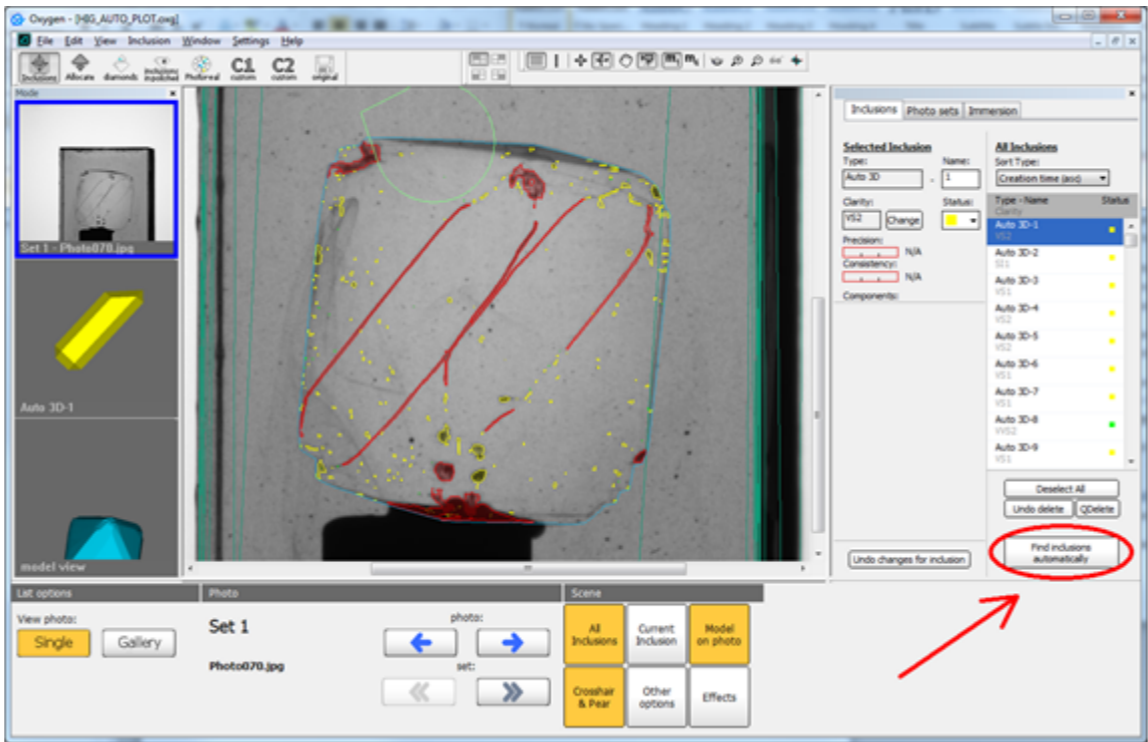 Oxygen - [HJG_AUTO_PLOT.oxg]
File Edit View Inclusion Window Settings Help
Inclusions Allocate diamonds inclusions in polished Photoreal C1 custom C2 custom original
Mode
Set 1 - Photo070.jpg
Auto 3D-1
model view
Inclusions Photo sets Immersion
Selected Inclusion
Type: Name:
Auto 3D - 1
Clarity: Status:
VS2 Change
Precision:
N/A
Consistency:
N/A
Components:
Undo changes for inclusion
All Inclusions
Sort Type:
Creation time (asc)
Type - Name Status
Clarity
Auto 3D-1
VS2
Auto 3D-2
SI1
Auto 3D-3
VS1
Auto 3D-4
VS2
Auto 3D-5
VS2
Auto 3D-6
VS1
Auto 3D-7
VS1
Auto 3D-8
VVS2
Auto 3D-9
VS1
Deselect All
Undo delete QDelete
Find inclusions
automatically
List options
View photo:
Single Gallery
Photo
Set 1
Photo070.jpg
photo:
set:
Scene
All
Inclusions
Current
Inclusion
Model
on photo
Crosshair
& Pear
Other
options
Effects